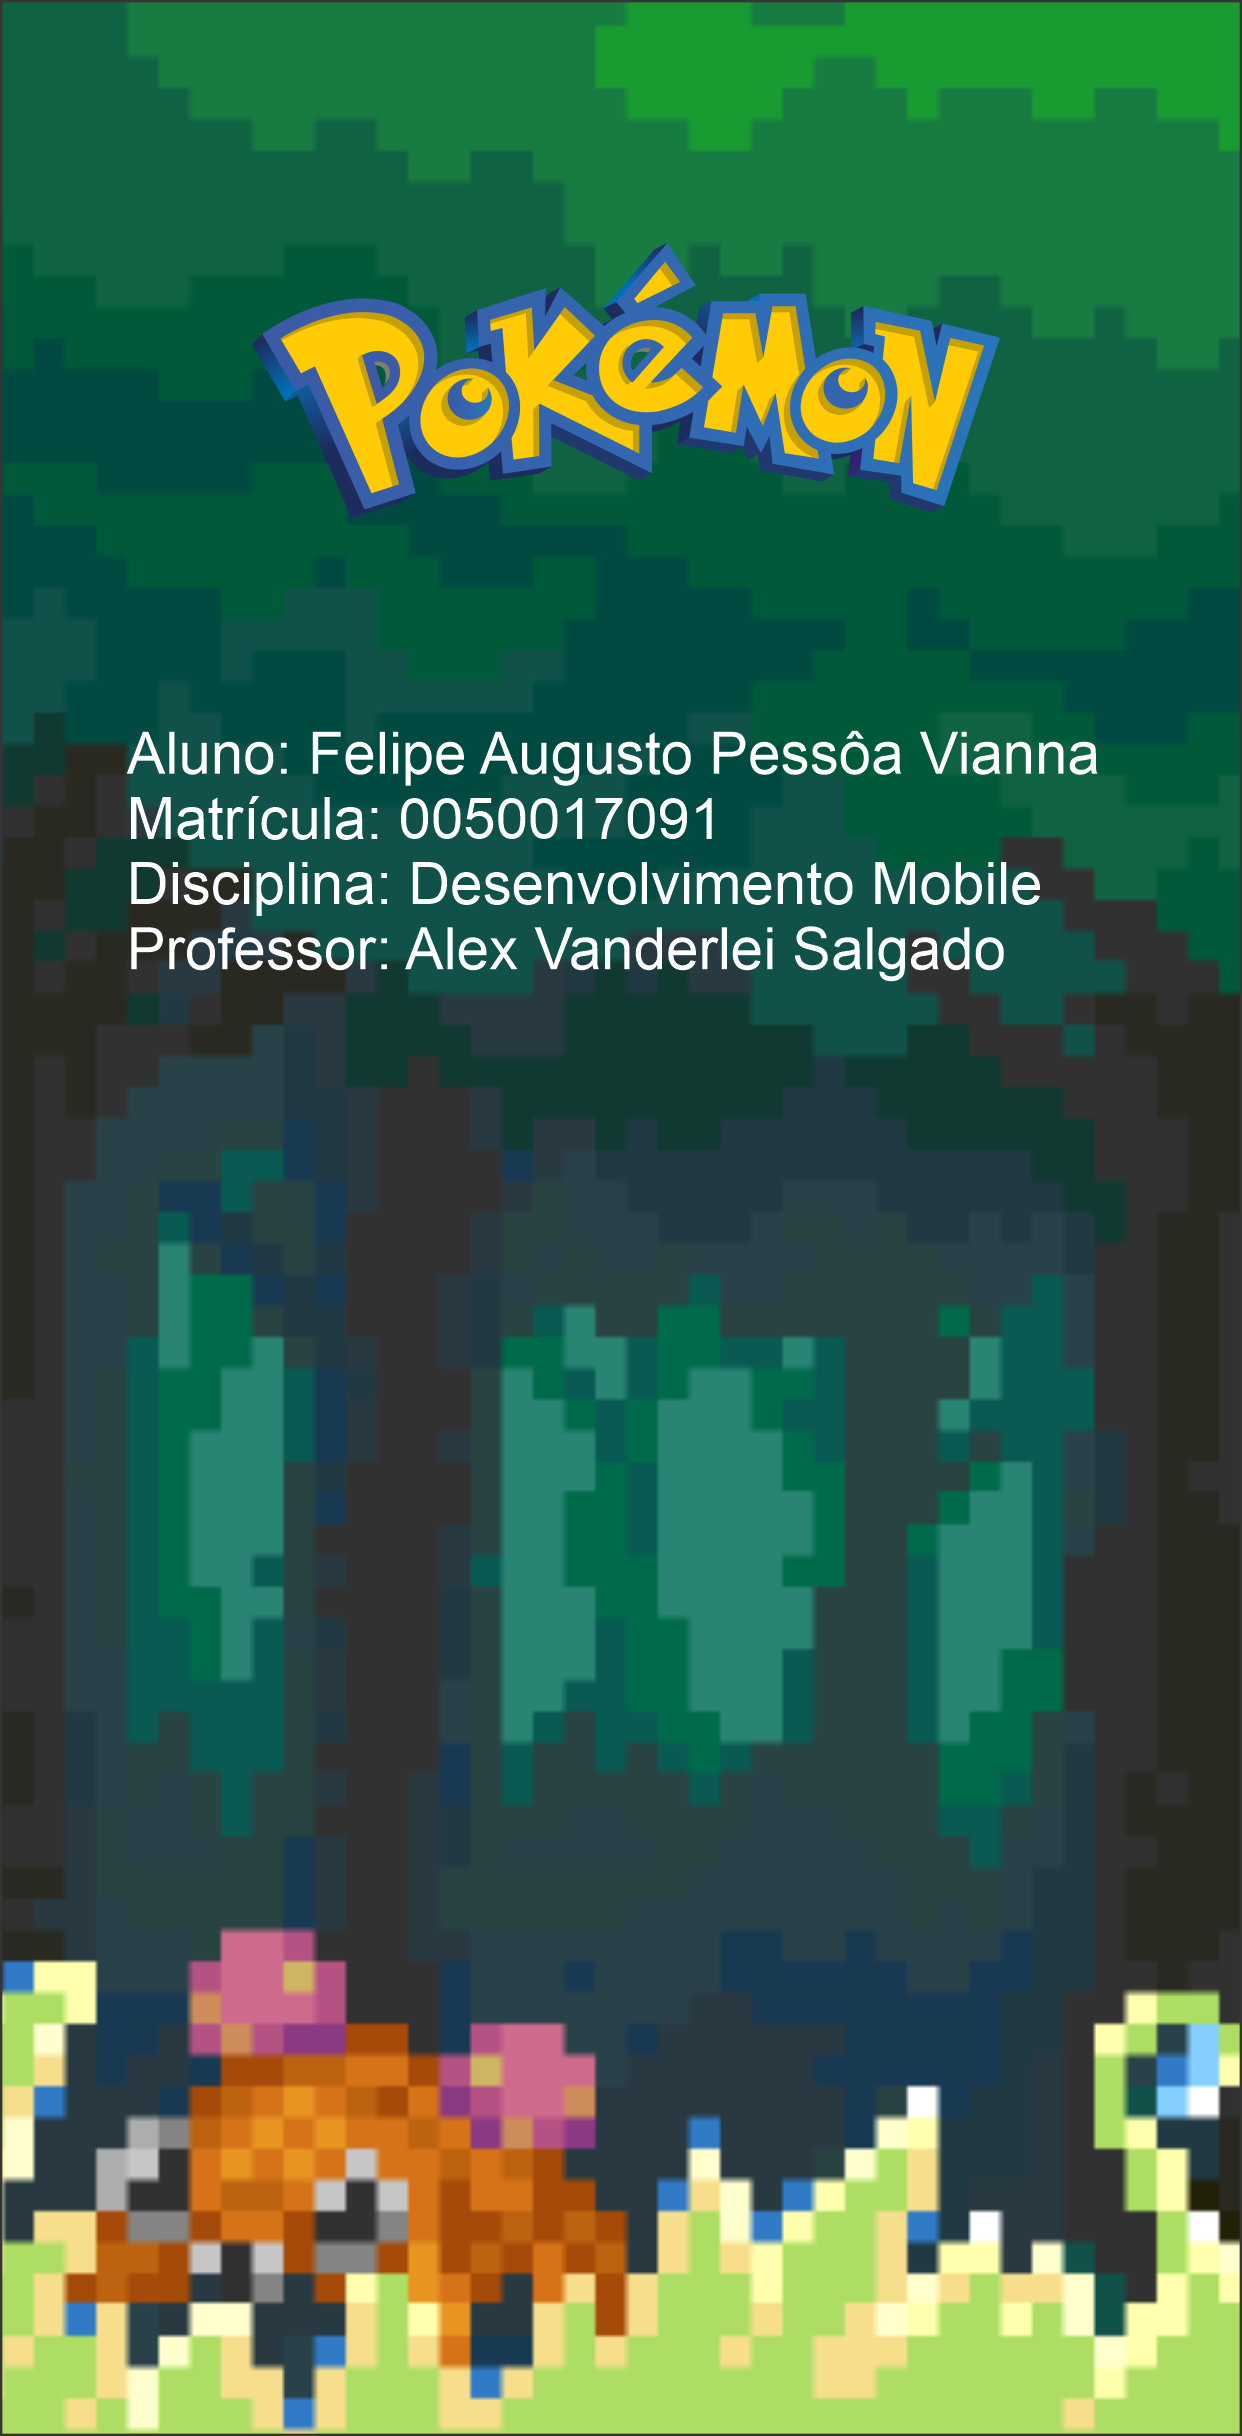 POKéMON
Aluno: Felipe Augusto Pessôa Vianna
Matrícula: 0050017091
Disciplina: Desenvolvimento Mobile
Professor: Alex Vanderlei Salgado